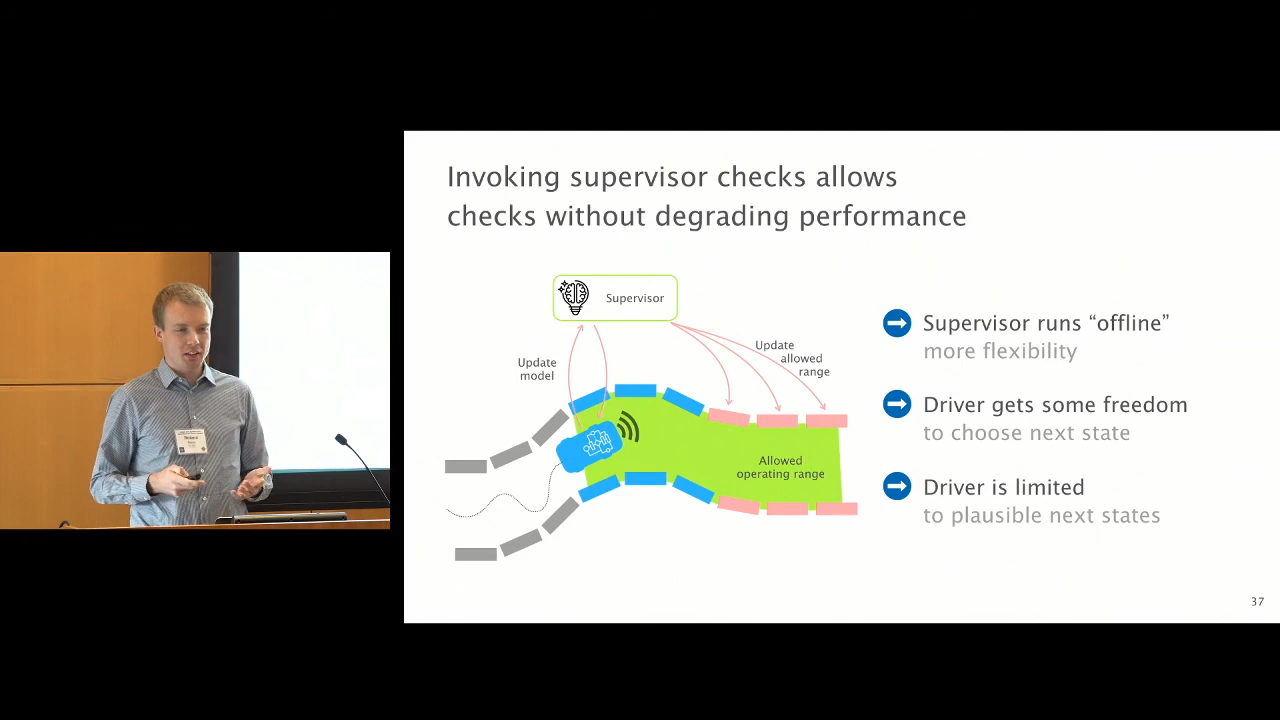 Invoking supervisor checks allows
checks without degrading performance
Supervisor
Update
model
Update
allowed
range
Allowed
operating range
Supervisor runs “offline”
more flexibility
Driver gets some freedom
to choose next state
Driver is limited
to plausible next states
37